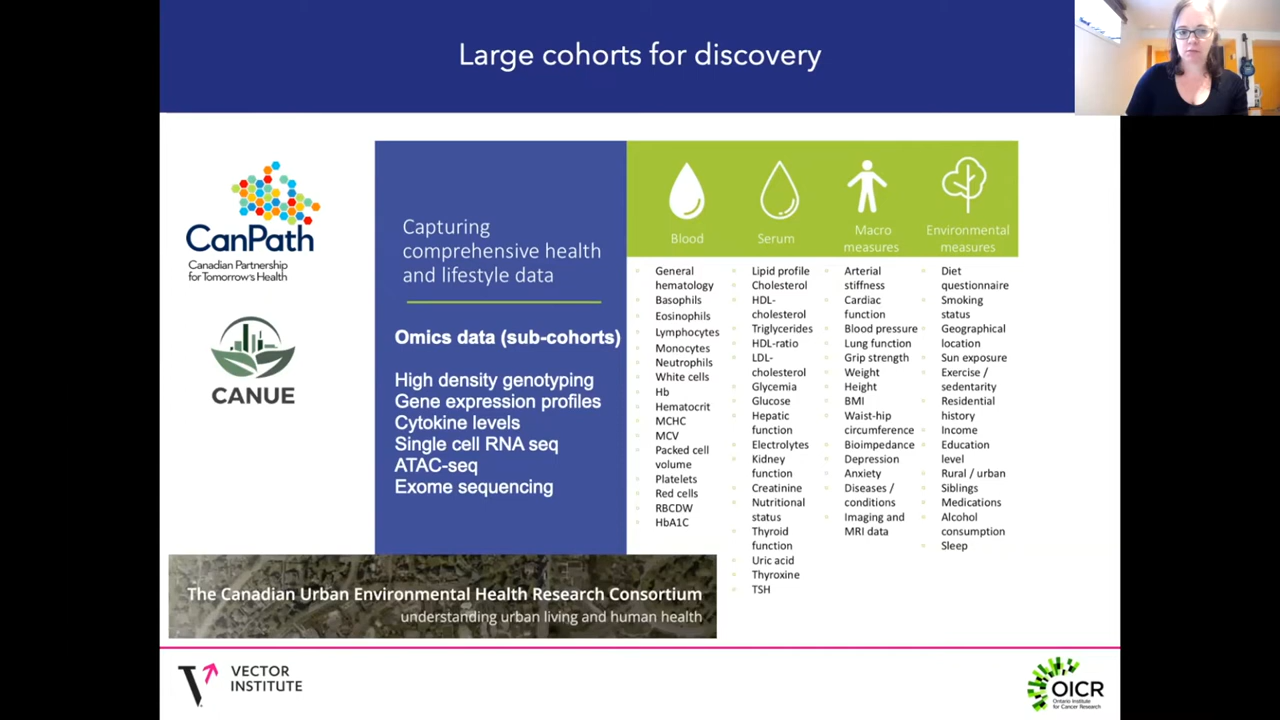 Large cohorts for discovery
CanPath
Canadian Partnership
for Tomorrow's Health
CANUE
Capturing
comprehensive health
and lifestyle data
Omics data (sub-cohorts)
High density genotyping
Gene expression profiles
Cytokine levels
Single cell RNA seq
ATAC-seq
Exome sequencing
Blood
General
hematology
Basophils
Eosinophils
Lymphocytes
Monocytes
Neutrophils
White cells
Hb
Hematocrit
MCHC
MCV
Packed cell
volume
Platelets
Red cells
RBCDW
HbA1C
Serum
Lipid profile
Cholesterol
HDL-
cholesterol
Triglycerides
HDL-ratio
LDL-
cholesterol
Glycemia
Glucose
Hepatic
function
Electrolytes
Kidney
function
Creatinine
Nutritional
status
Thyroid
function
Uric acid
Thyroxine
TSH
Macro
measures
Arterial
stiffness
Cardiac
function
Blood pressure
Lung function
Grip strength
Weight
Height
BMI
Waist-hip
circumference
Bioimpedance
Depression
Anxiety
Diseases /
conditions
Imaging and
MRI data
Environmental
measures
Diet
questionnaire
Smoking
status
Geographical
location
Sun exposure
Exercise /
sedentarity
Residential
history
Income
Education
level
Rural / urban
Siblings
Medications
Alcohol
consumption
Sleep
The Canadian Urban Environmental Health Research Consortium
understanding urban living and human health
VECTOR
INSTITUTE
OICR
Ontario Institute
for Cancer Research